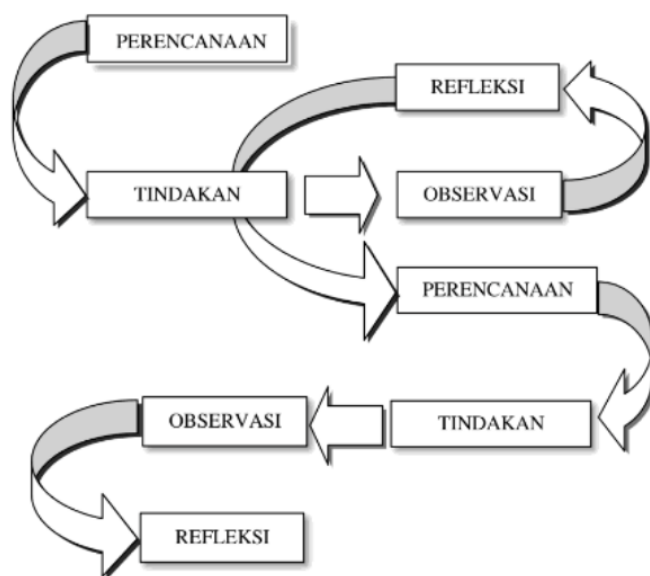 PERENCANAAN
REFLEKSI
TINDAKAN
OBSERVASI
PERENCANAAN
OBSERVASI
TINDAKAN
REFLEKSI